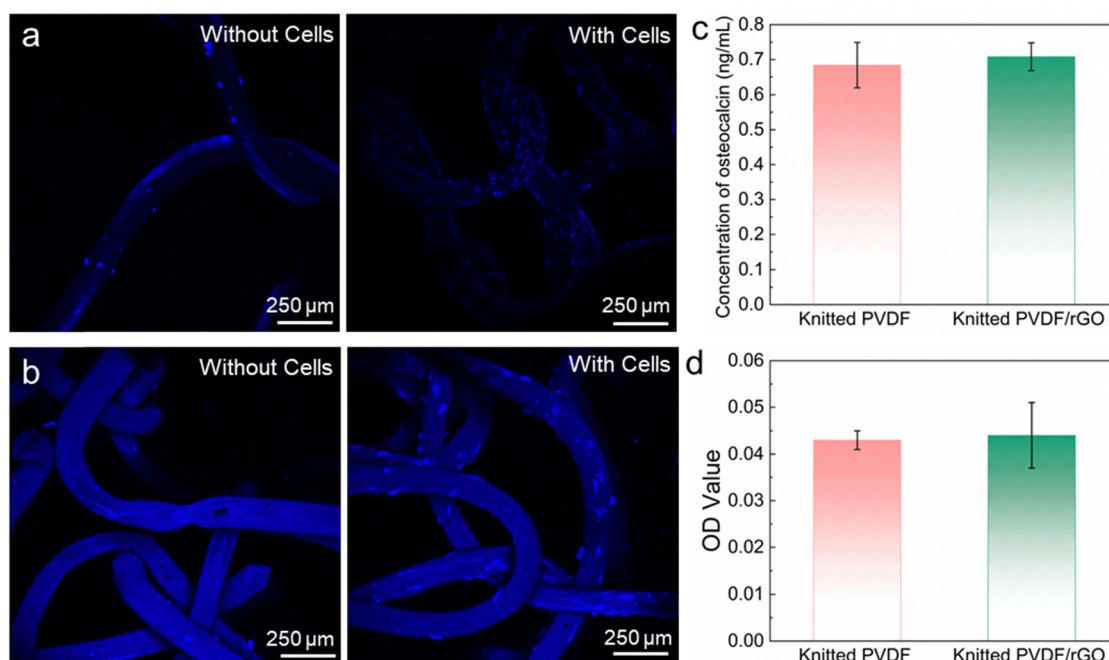 a
Without Cells
250 µm
With Cells
250 µm
b
Without Cells
250 µm
With Cells
250 µm
c
Concentration of osteocalcin (ng/mL)
0.8
0.7
0.6
0.5
0.4
0.3
0.2
0.1
0.0
Knitted PVDF
Knitted PVDF/rGO
d
OD Value
0.06
0.05
0.04
0.03
0.02
0.01
0.00
Knitted PVDF
Knitted PVDF/rGO